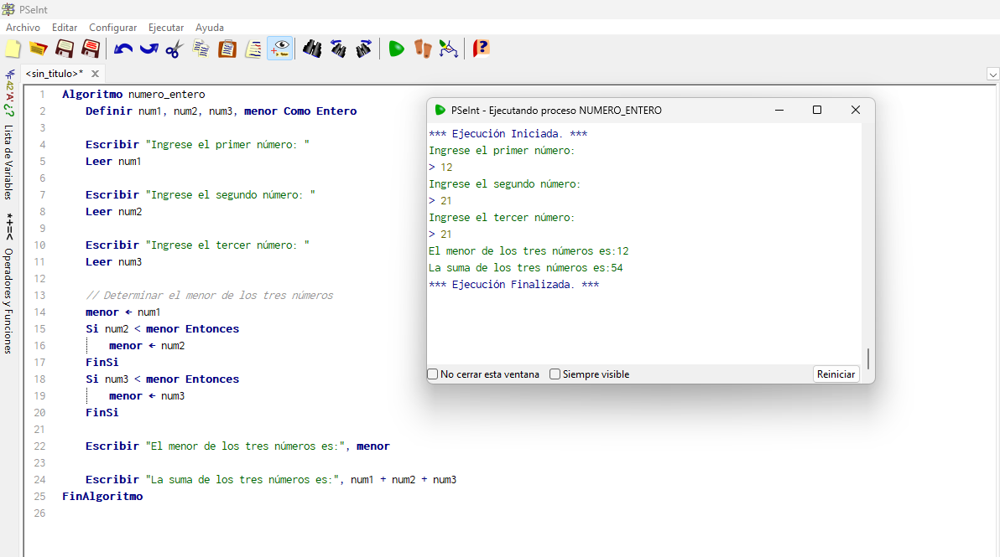 PSeInt
Archivo Editar Configurar Ejecutar Ayuda
<sin_titulo>* X
42 'A' ¿?
Lista de Variables
*+=<
Operadores y Funciones
1 Algoritmo numero_entero
2 Definir num1, num2, num3, menor Como Entero
3
4 Escribir "Ingrese el primer número: "
5 Leer num1
6
7 Escribir "Ingrese el segundo número: "
8 Leer num2
9
10 Escribir "Ingrese el tercer número: "
11 Leer num3
12
13 // Determinar el menor de los tres números
14 menor ← num1
15 Si num2 < menor Entonces
16 menor ← num2
17 FinSi
18 Si num3 < menor Entonces
19 menor ← num3
20 FinSi
21
22 Escribir "El menor de los tres números es:", menor
23
24 Escribir "La suma de los tres números es:", num1 + num2 + num3
25 FinAlgoritmo
26
PSeInt - Ejecutando proceso NUMERO_ENTERO
*** Ejecución Iniciada. ***
Ingrese el primer número:
> 12
Ingrese el segundo número:
> 21
Ingrese el tercer número:
> 21
El menor de los tres números es:12
La suma de los tres números es:54
*** Ejecución Finalizada. ***
No cerrar esta ventana Siempre visible Reiniciar